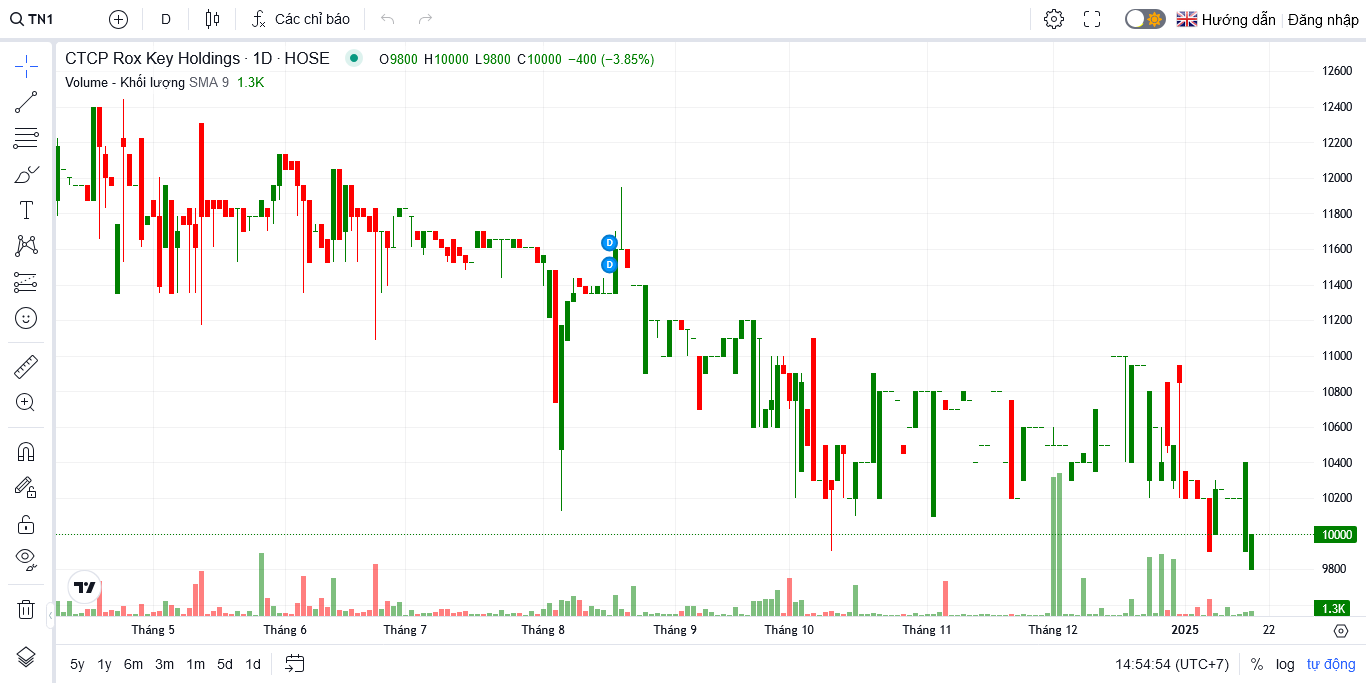 TN1 D Các chỉ báo Hướng dẫn Đăng nhập
CTCP Rox Key Holdings · 1D · HOSE O9800 H10000 L9800 C10000 −400 (−3.85%)
Volume - Khối lượng SMA 9 1.3K
12600
12400
12200
12000
11800
11600
11400
11200
11000
10800
10600
10400
10200
10000
9800
1.3K
D
D
Tháng 5 Tháng 6 Tháng 7 Tháng 8 Tháng 9 Tháng 10 Tháng 11 Tháng 12 2025 22
5y 1y 6m 3m 1m 5d 1d 14:54:54 (UTC+7) % log tự động